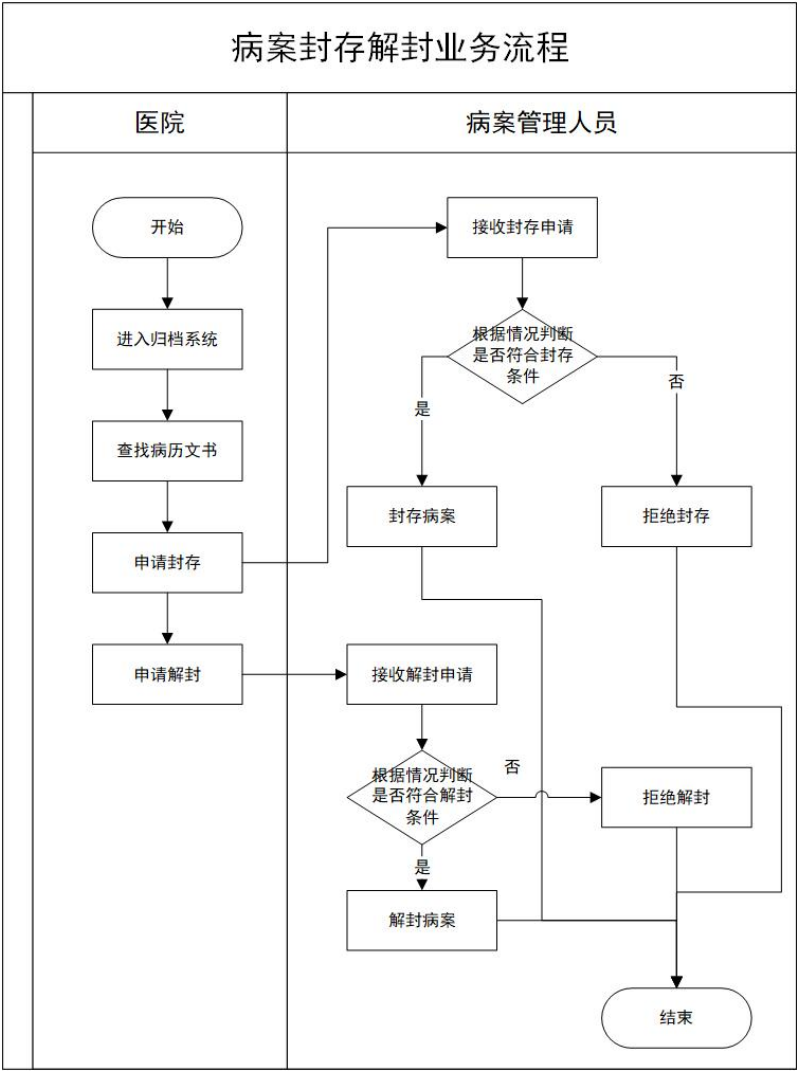 病案封存解封业务流程
医院
病案管理人员
开始
接收封存申请
进入归档系统
根据情况判断
是否符合封存
条件
是
否
查找病历文书
封存病案
拒绝封存
申请封存
申请解封
接收解封申请
根据情况判断
是否符合解封
条件
否
拒绝解封
是
解封病案
结束